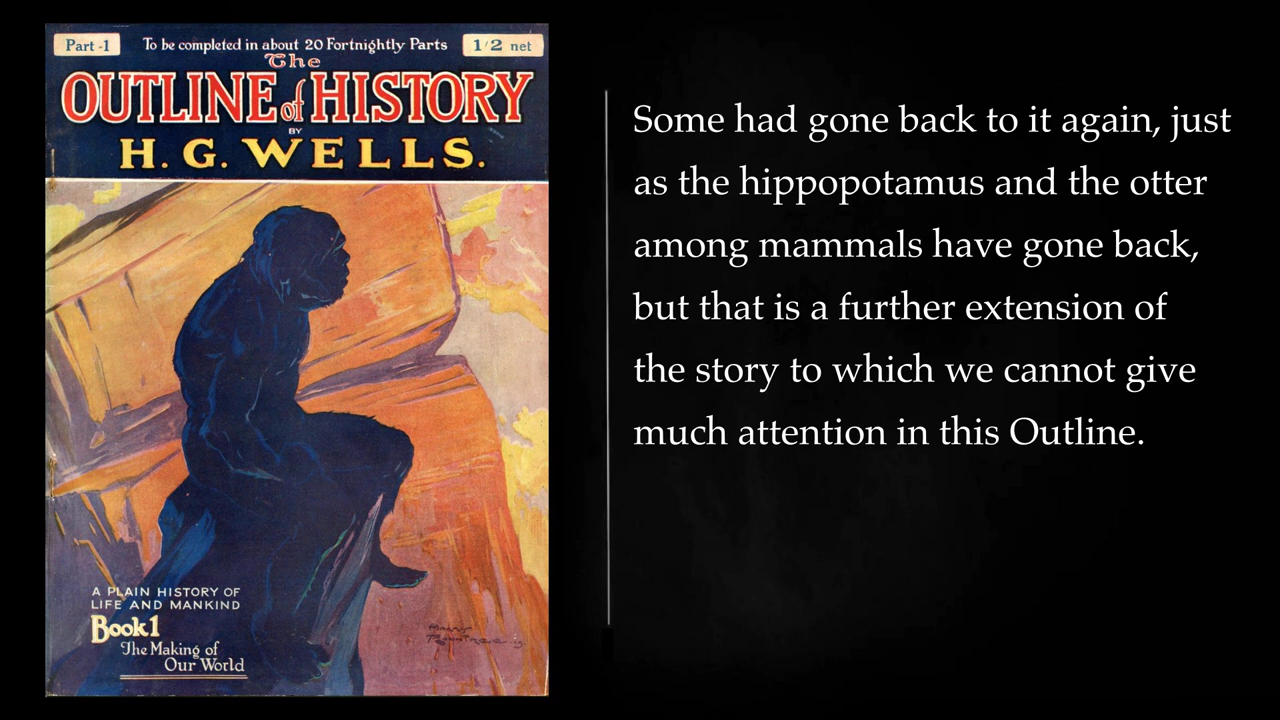 Part -1
To be completed in about 20 Fortnightly Parts
1/2 net
The
OUTLINE of HISTORY
BY
H. G. WELLS.
A PLAIN HISTORY OF
LIFE AND MANKIND
Book 1
The Making of
Our World
Some had gone back to it again, just
as the hippopotamus and the otter
among mammals have gone back,
but that is a further extension of
the story to which we cannot give
much attention in this Outline.